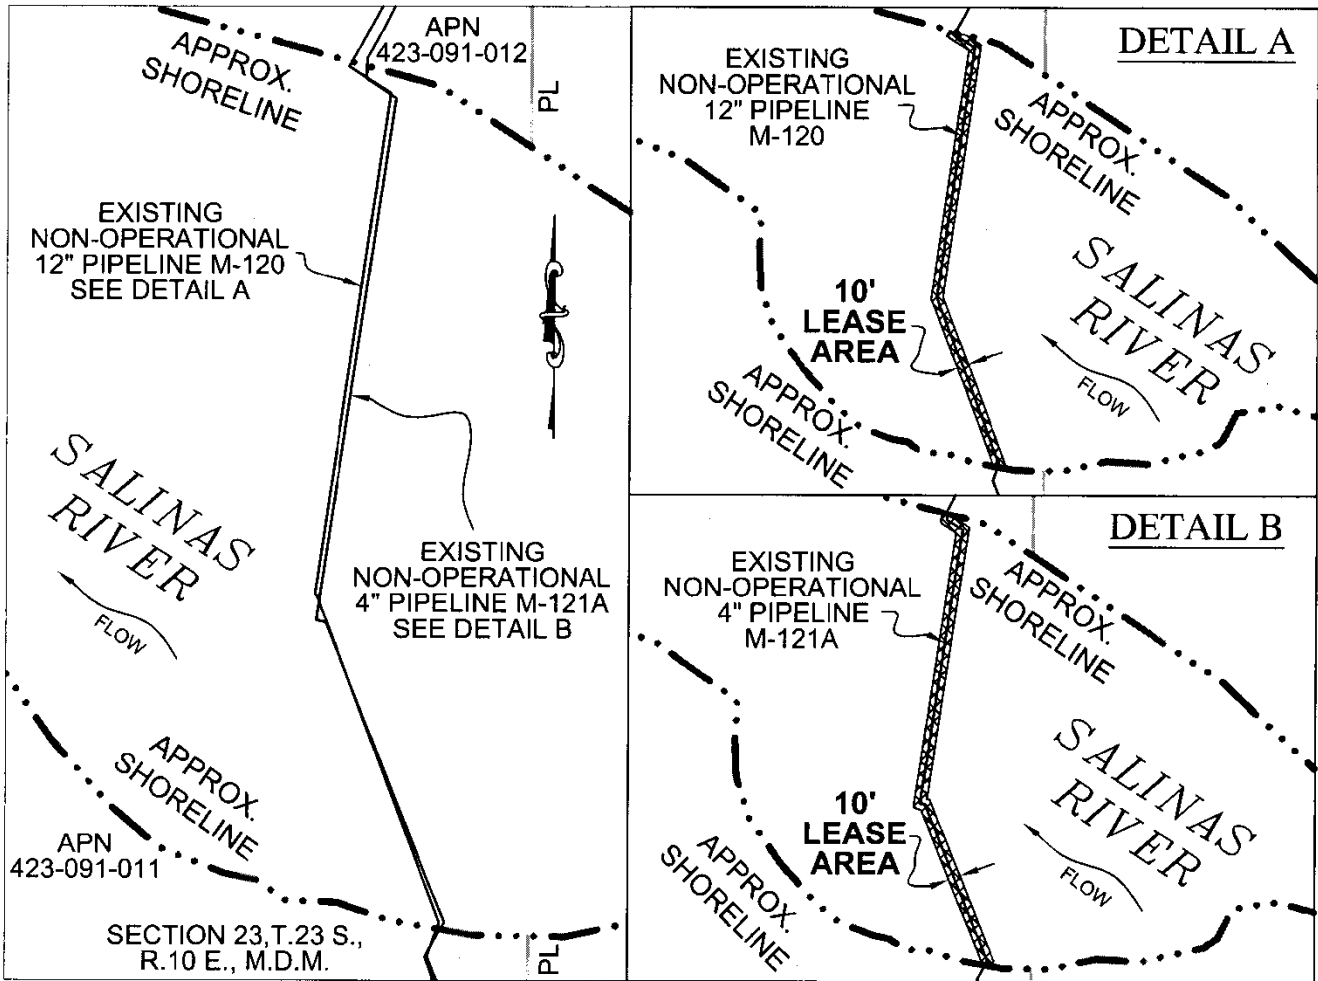 APN
423-091-012
APPROX.
SHORELINE
PL
EXISTING
NON-OPERATIONAL
12" PIPELINE M-120
SEE DETAIL A
SALINAS
RIVER
FLOW
EXISTING
NON-OPERATIONAL
4" PIPELINE M-121A
SEE DETAIL B
APPROX.
SHORELINE
APN
423-091-011
SECTION 23,T.23 S.,
R.10 E., M.D.M.
PL
DETAIL A
EXISTING
NON-OPERATIONAL
12" PIPELINE
M-120
APPROX.
SHORELINE
10'
LEASE
AREA
SALINAS
RIVER
FLOW
APPROX.
SHORELINE
DETAIL B
EXISTING
NON-OPERATIONAL
4" PIPELINE
M-121A
APPROX.
SHORELINE
10'
LEASE
AREA
SALINAS
RIVER
FLOW
APPROX.
SHORELINE